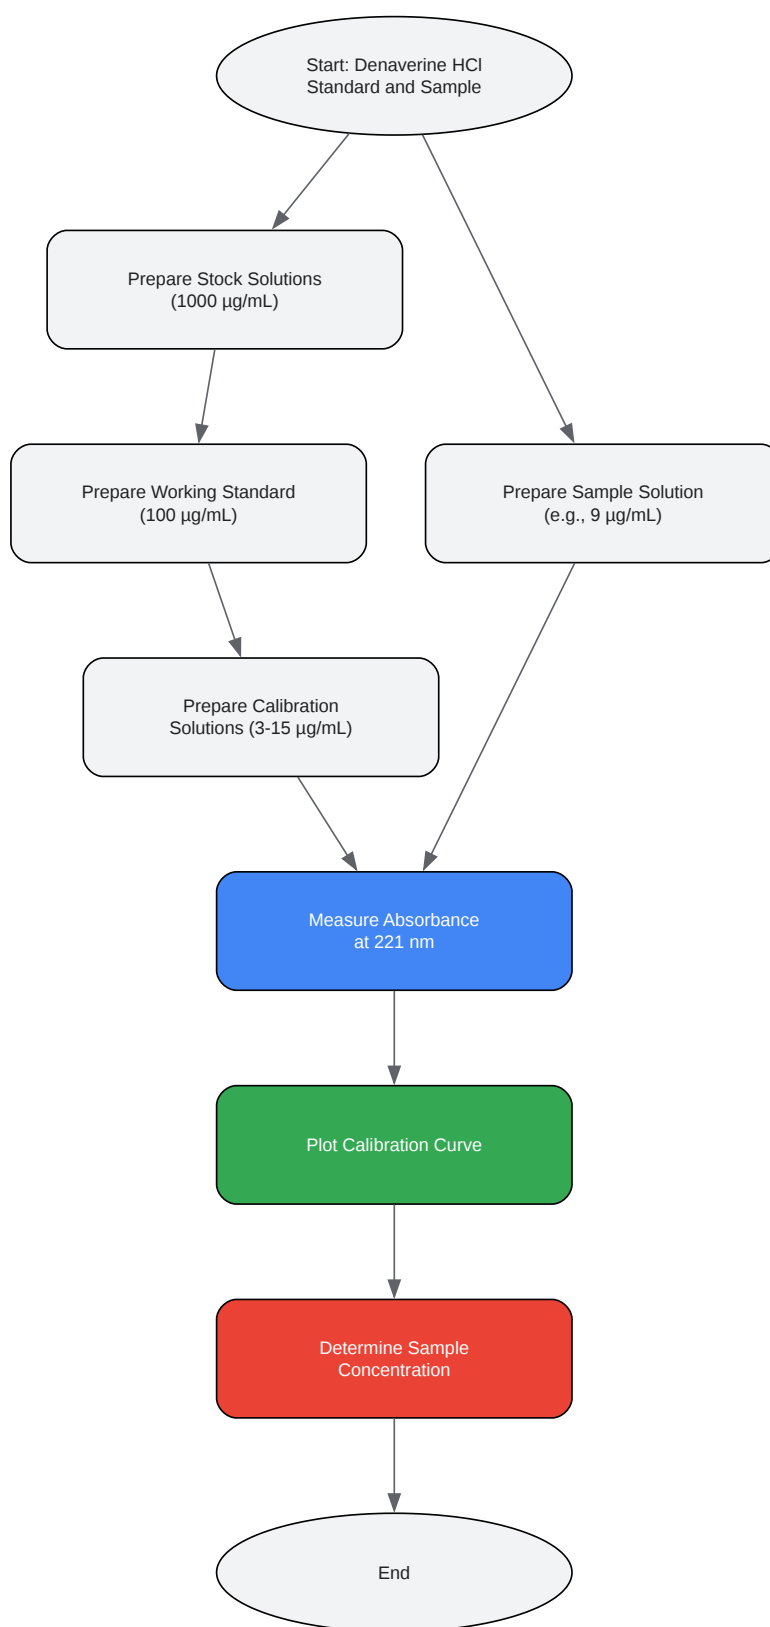 Start: Denaverine HCl
Standard and Sample
Prepare Stock Solutions
(1000 µg/mL)
Prepare Working Standard
(100 µg/mL)
Prepare Sample Solution
(e.g., 9 µg/mL)
Prepare Calibration
Solutions (3-15 µg/mL)
Measure Absorbance
at 221 nm
Plot Calibration Curve
Determine Sample
Concentration
End